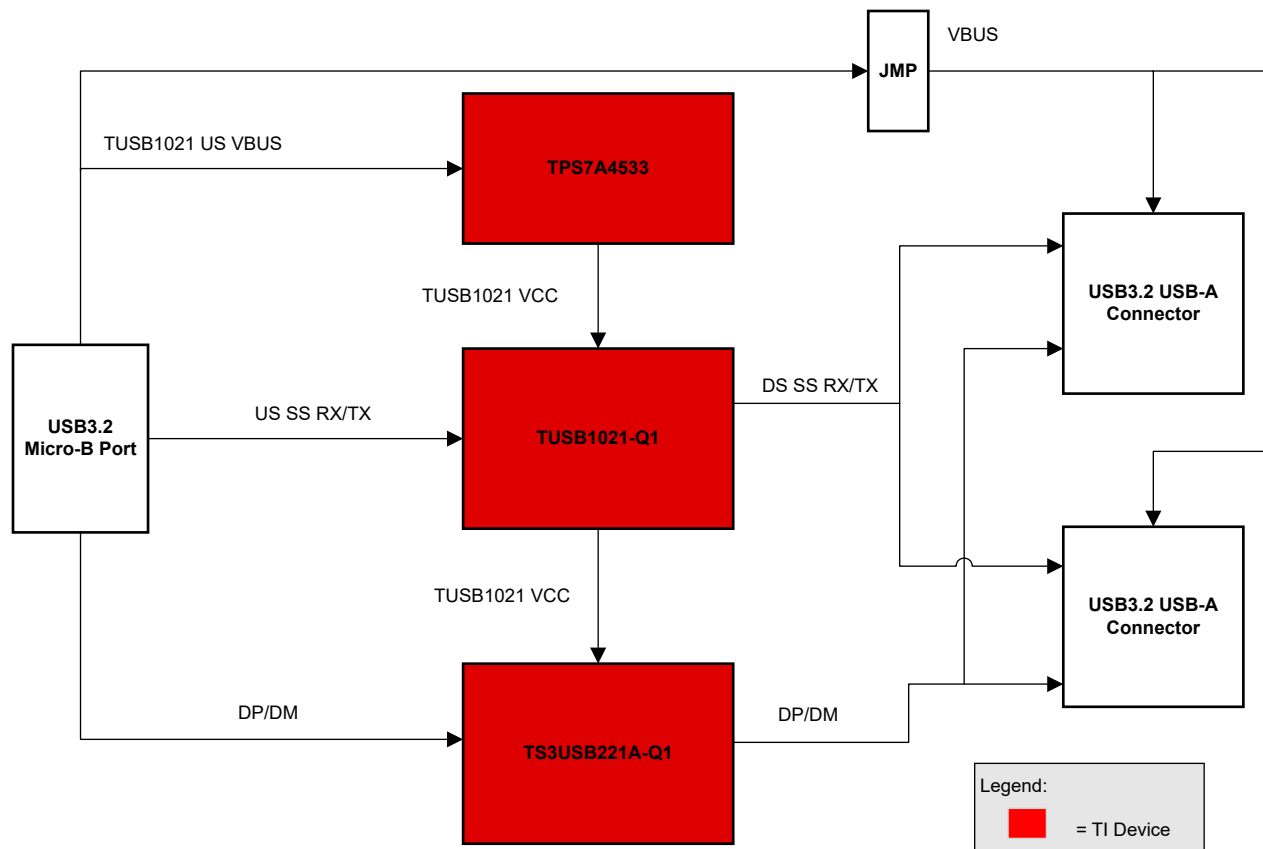 VBUS
JMP
TUSB1021 US VBUS
TPS7A4533
TUSB1021 VCC
USB3.2 USB-A
Connector
DS SS RX/TX
US SS RX/TX
USB3.2
Micro-B Port
TUSB1021-Q1
TUSB1021 VCC
USB3.2 USB-A
Connector
DP/DM
DP/DM
TS3USB221A-Q1
Legend:
= TI Device